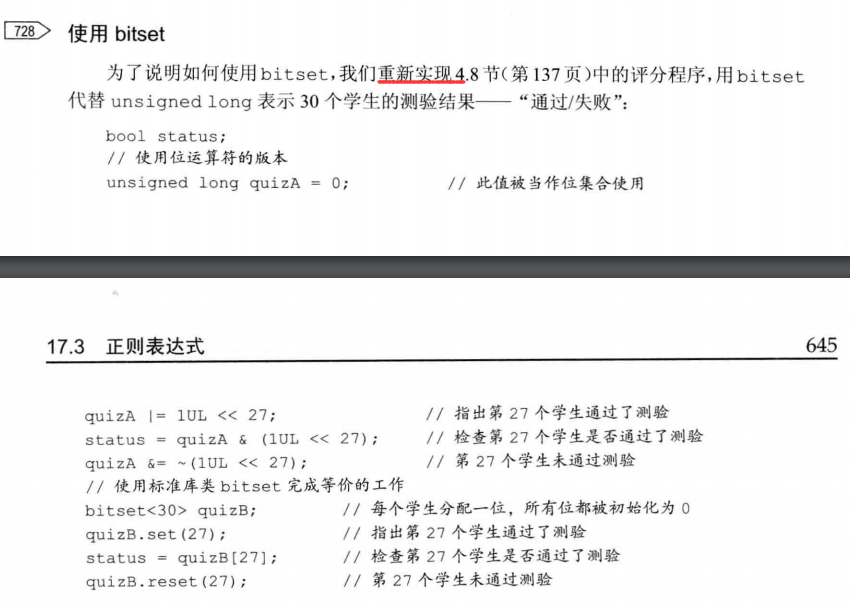 728 使用 bitset
为了说明如何使用bitset,我们重新实现4.8节(第137页)中的评分程序,用bitset
代替 unsigned long 表示 30 个学生的测验结果——“通过/失败”:
bool status;
// 使用位运算符的版本
unsigned long quizA = 0; // 此值被当作位集合使用
17.3 正则表达式 645
quizA |= 1UL << 27; // 指出第 27 个学生通过了测验
status = quizA & (1UL << 27); // 检查第 27 个学生是否通过了测验
quizA &= ~(1UL << 27); // 第 27 个学生未通过测验
// 使用标准库类 bitset 完成等价的工作
bitset<30> quizB; // 每个学生分配一位，所有位都被初始化为 0
quizB.set(27); // 指出第 27 个学生通过了测验
status = quizB[27]; // 检查第 27 个学生是否通过了测验
quizB.reset(27); // 第 27 个学生未通过测验